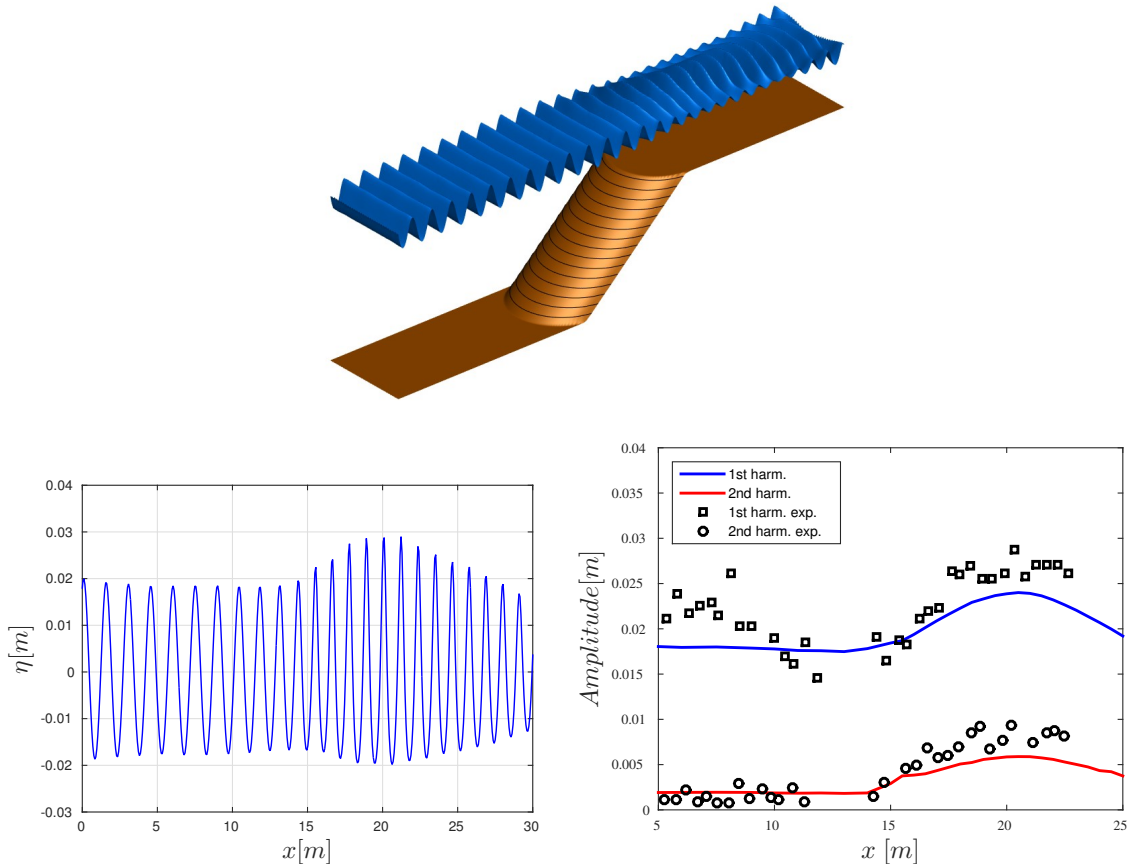 0.04
0.03
0.02
0.01
0
-0.01
-0.02
-0.03
0 5 10 15 20 25 30
η[m]
x[m]
0.04
0.035
0.03
0.025
0.02
0.015
0.01
0.005
0
5 10 15 20 25
Amplitude[m]
x [m]
1st harm.
2nd harm.
1st harm. exp.
2nd harm. exp.